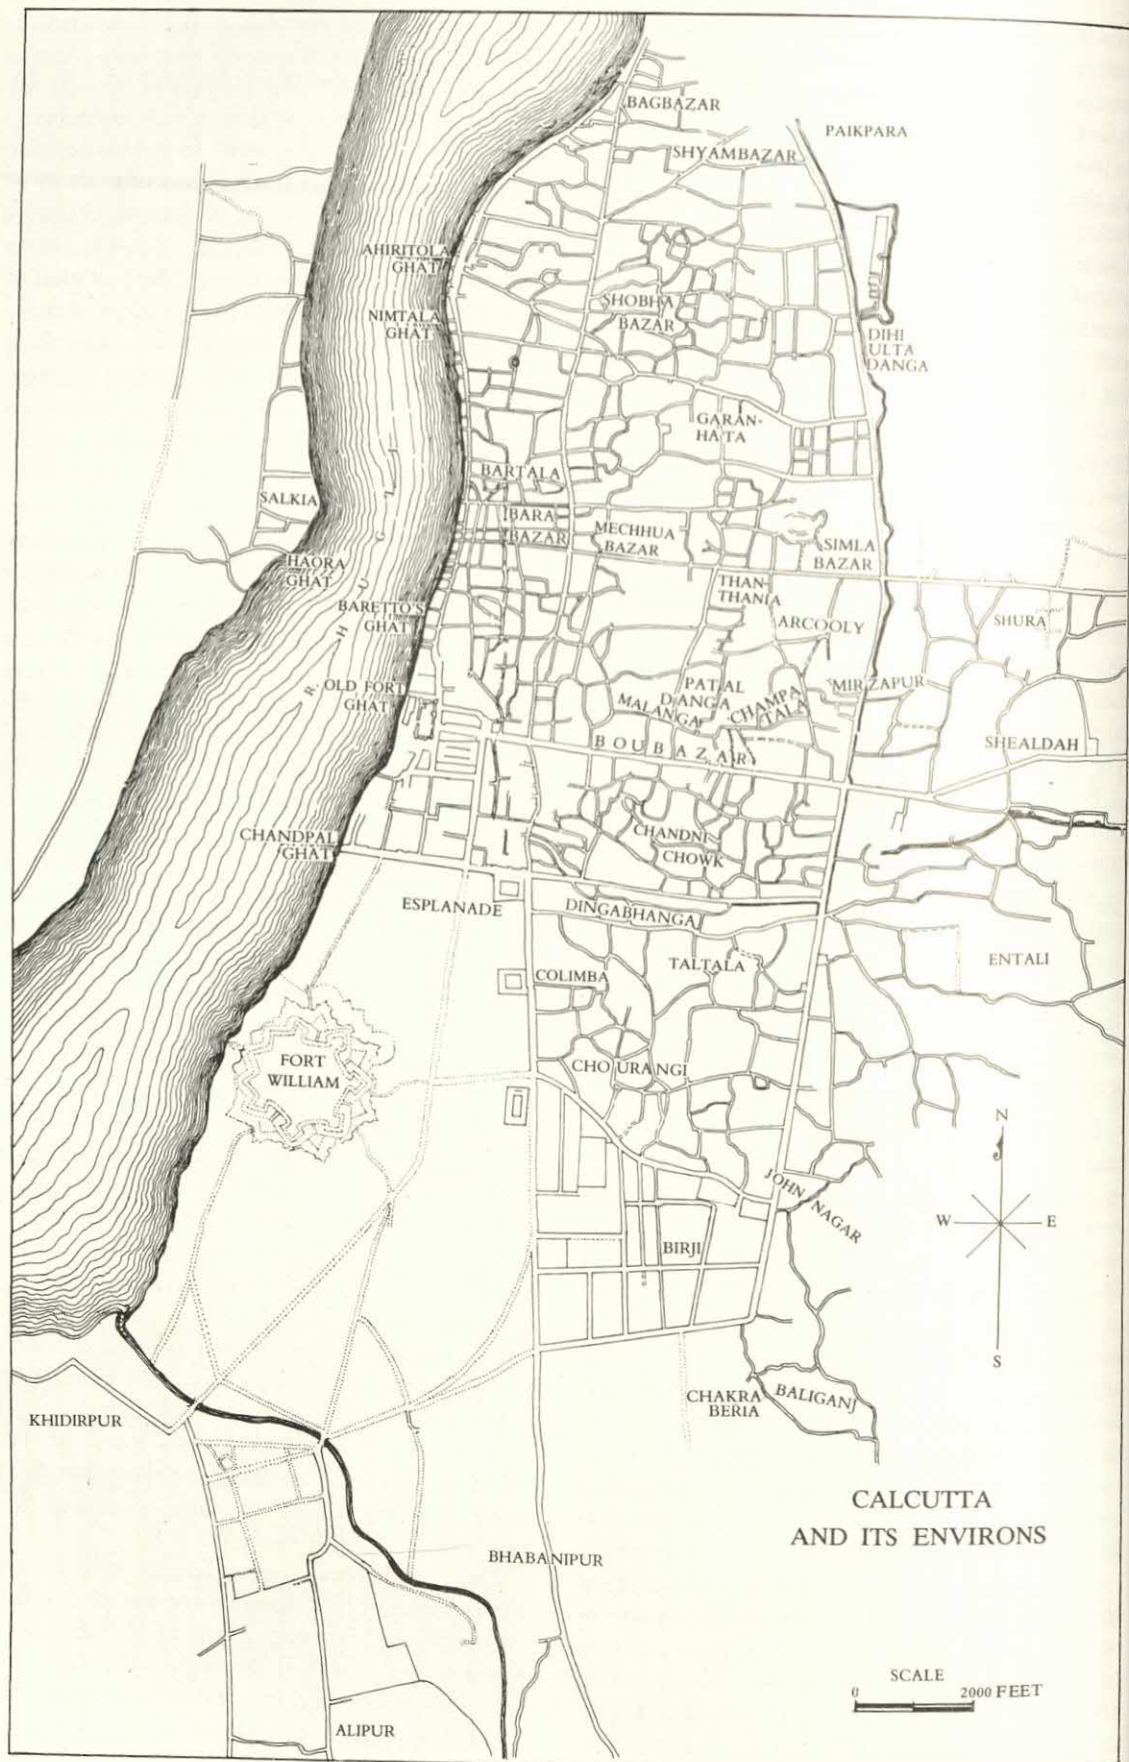 BAGBAZAR
PAIKPARA
SHYAMBAZAR
AHIRITOLA
GHAT
NIMTALA
GHAT
SHOBHA
BAZAR
DIHI
ULTA
DANGA
GARAN-
HATA
BARTALA
SALKIA
BARA
BAZAR
MECHHUA
BAZAR
SIMLA
BAZAR
HAORA
GHAT
THAN-
THANIA
BARETTO'S
GHAT
ARCOOLY
SHURA
R. HUGLI
OLD FORT
GHAT
PATAL
DANGA
MALANGA
CHAMPA
TALA
MIRZAPUR
BOUBAZAR
SHEALDAH
CHANDPAL
GHAT
CHANDNI
CHOWK
ESPLANADE
DINGABHANGA
COLIMBA
TALTALA
ENTALI
FORT
WILLIAM
CHOURANGI
N
W E
S
JOHN NAGAR
BIRJI
CHAKRA
BERIA
BALIGANJ
KHIDIRPUR
CALCUTTA
AND ITS ENVIRONS
BHABANIPUR
SCALE
0 2000 FEET
ALIPUR